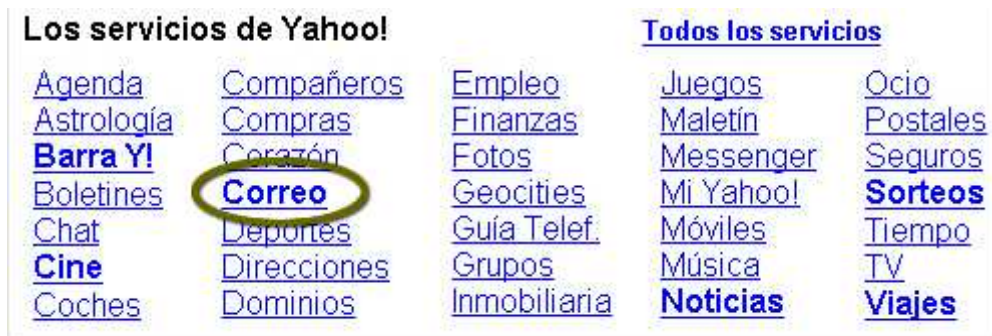 Los servicios de Yahoo! Todos los servicios
Agenda Compañeros Empleo Juegos Ocio
Astrología Compras Finanzas Maletín Postales
Barra Y! Corazón Fotos Messenger Seguros
Boletines Correo Geocities Mi Yahoo! Sorteos
Chat Deportes Guía Telef. Móviles Tiempo
Cine Direcciones Grupos Música TV
Coches Dominios Inmobiliaria Noticias Viajes